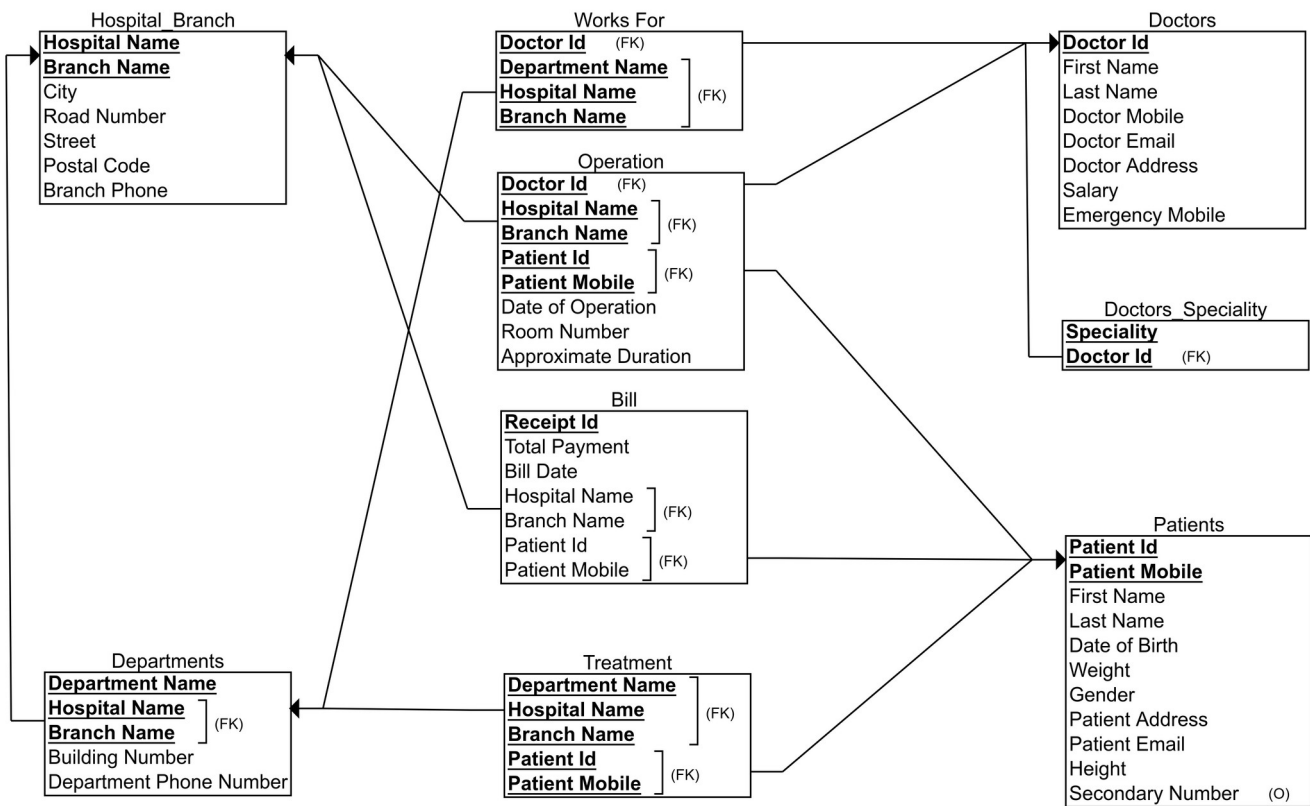 Hospital_Branch
Hospital Name
Branch Name
City
Road Number
Street
Postal Code
Branch Phone
Works For
Doctor Id (FK)
Department Name
Hospital Name
Branch Name
(FK)
Doctors
Doctor Id
First Name
Last Name
Doctor Mobile
Doctor Email
Doctor Address
Salary
Emergency Mobile
Operation
Doctor Id (FK)
Hospital Name
Branch Name
(FK)
Patient Id
Patient Mobile
(FK)
Date of Operation
Room Number
Approximate Duration
Doctors_Speciality
Speciality
Doctor Id (FK)
Bill
Receipt Id
Total Payment
Bill Date
Hospital Name
Branch Name
(FK)
Patient Id
Patient Mobile
(FK)
Patients
Patient Id
Patient Mobile
First Name
Last Name
Date of Birth
Weight
Gender
Patient Address
Patient Email
Height
Secondary Number (O)
Departments
Department Name
Hospital Name
Branch Name
(FK)
Building Number
Department Phone Number
Treatment
Department Name
Hospital Name
Branch Name
(FK)
Patient Id
Patient Mobile
(FK)